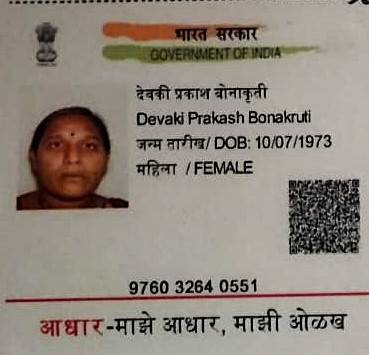 भारत सरकार
GOVERNMENT OF INDIA
देवकी प्रकाश बोनाकृती
Devaki Prakash Bonakruti
जन्म तारीख/ DOB: 10/07/1973
महिला / FEMALE
9760 3264 0551
आधार-माझे आधार, माझी ओळख